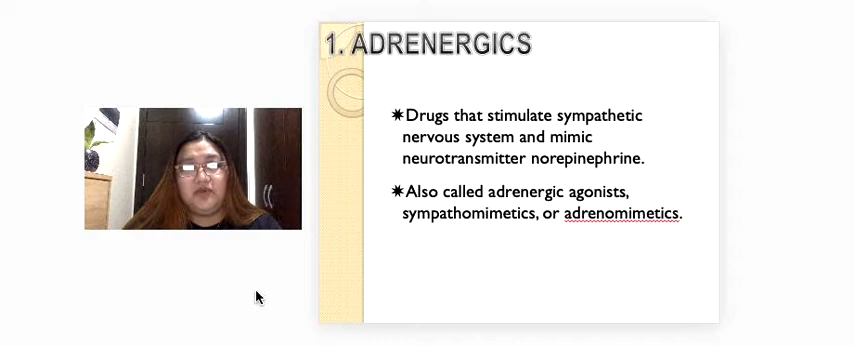 1. ADRENERGICS
✷Drugs that stimulate sympathetic
nervous system and mimic
neurotransmitter norepinephrine.
✷Also called adrenergic agonists,
sympathomimetics, or adrenomimetics.